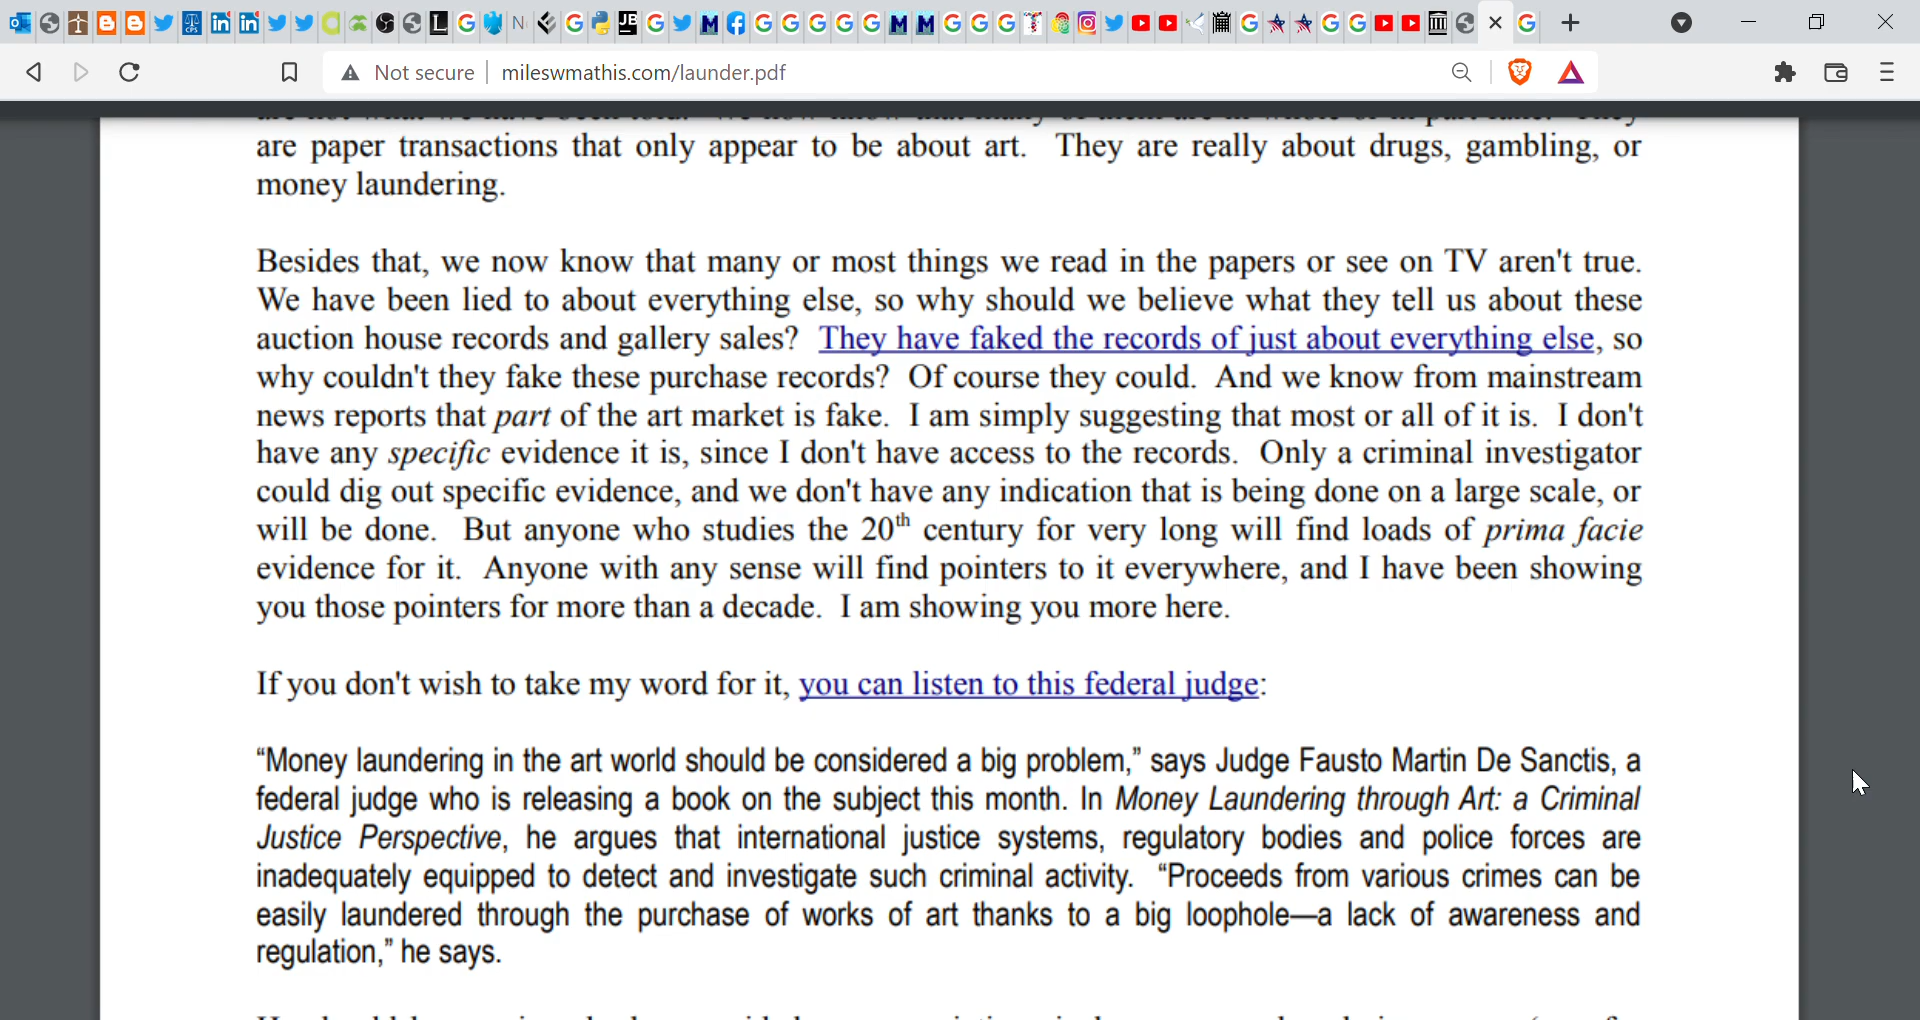 Not secure
mileswmathis.com/launder.pdf
are paper transactions that only appear to be about art. They are really about drugs, gambling, or
money laundering.
Besides that, we now know that many or most things we read in the papers or see on TV aren't true.
We have been lied to about everything else, so why should we believe what they tell us about these
auction house records and gallery sales? They have faked the records of just about everything else, so
why couldn't they fake these purchase records? Of course they could. And we know from mainstream
news reports that part of the art market is fake. I am simply suggesting that most or all of it is. I don't
have any specific evidence it is, since I don't have access to the records. Only a criminal investigator
could dig out specific evidence, and we don't have any indication that is being done on a large scale, or
will be done. But anyone who studies the 20th century for very long will find loads of prima facie
evidence for it. Anyone with any sense will find pointers to it everywhere, and I have been showing
you those pointers for more than a decade. I am showing you more here.
If you don't wish to take my word for it, you can listen to this federal judge:
“Money laundering in the art world should be considered a big problem,” says Judge Fausto Martin De Sanctis, a
federal judge who is releasing a book on the subject this month. In Money Laundering through Art: a Criminal
Justice Perspective, he argues that international justice systems, regulatory bodies and police forces are
inadequately equipped to detect and investigate such criminal activity. “Proceeds from various crimes can be
easily laundered through the purchase of works of art thanks to a big loophole—a lack of awareness and
regulation,” he says.